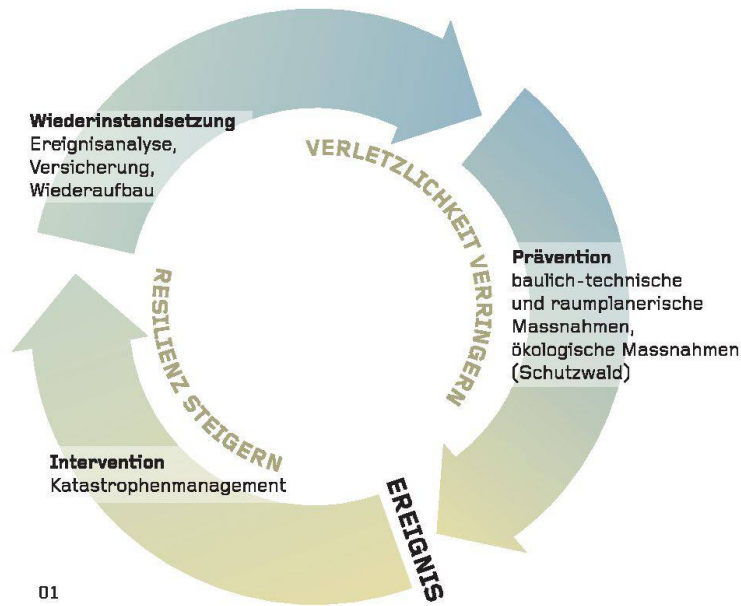 Wiederinstandsetzung
Ereignisanalyse,
Versicherung,
Wiederaufbau
VERLETZLICHKEIT VERRINGERN
Prävention
baulich-technische
und raumplanerische
Massnahmen,
ökologische Massnahmen
(Schutzwald)
RESILIENZ STEIGERN
Intervention
Katastrophenmanagement
EREIGNIS
01